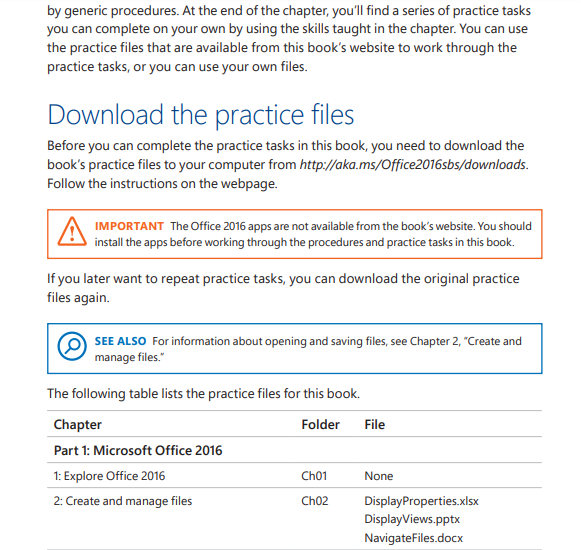 by generic procedures. At the end of the chapter, you’ll find a series of practice tasks
you can complete on your own by using the skills taught in the chapter. You can use
the practice files that are available from this book’s website to work through the
practice tasks, or you can use your own files.
Download the practice files
Before you can complete the practice tasks in this book, you need to download the
book’s practice files to your computer from http://aka.ms/Office2016sbs/downloads.
Follow the instructions on the webpage.
IMPORTANT The Office 2016 apps are not available from the book’s website. You should
install the apps before working through the procedures and practice tasks in this book.
If you later want to repeat practice tasks, you can download the original practice
files again.
SEE ALSO For information about opening and saving files, see Chapter 2, “Create and
manage files.”
The following table lists the practice files for this book.
Chapter Folder File
Part 1: Microsoft Office 2016
1: Explore Office 2016 Ch01 None
2: Create and manage files Ch02 DisplayProperties.xlsx
DisplayViews.pptx
NavigateFiles.docx